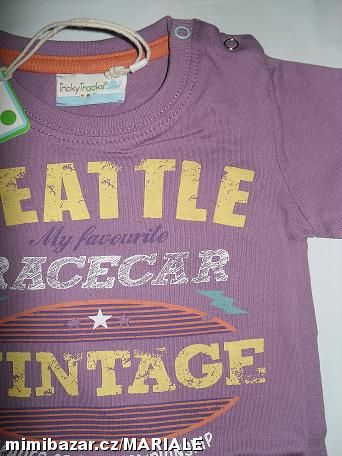 TrickyTracks
EATTLE
My favourite
RACECAR
INTAGE
mimibazar.cz/MARIALE